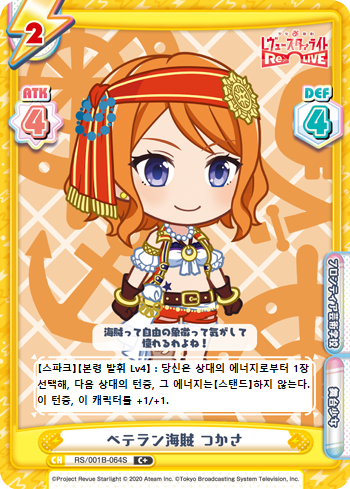 2
少女☆歌劇
レヴュースタァライト
Re LIVE
ATK
4
DEF
4
フロンティア芸術学校
舞台少女
海賊って自由の象徴って気がして
憧れるわよね!
[스파크][본령 발휘 Lv4] : 당신은 상대의 에너지로부터 1장
선택해, 다음 상대의 턴중, 그 에너지는[스탠드]하지 않는다.
이 턴중, 이 캐릭터를 +1/+1.
ベテラン海賊 つかさ
CH RS/001B-064S C+
©Project Revue Starlight © 2020 Ateam Inc. ©Tokyo Broadcasting System Television, Inc.